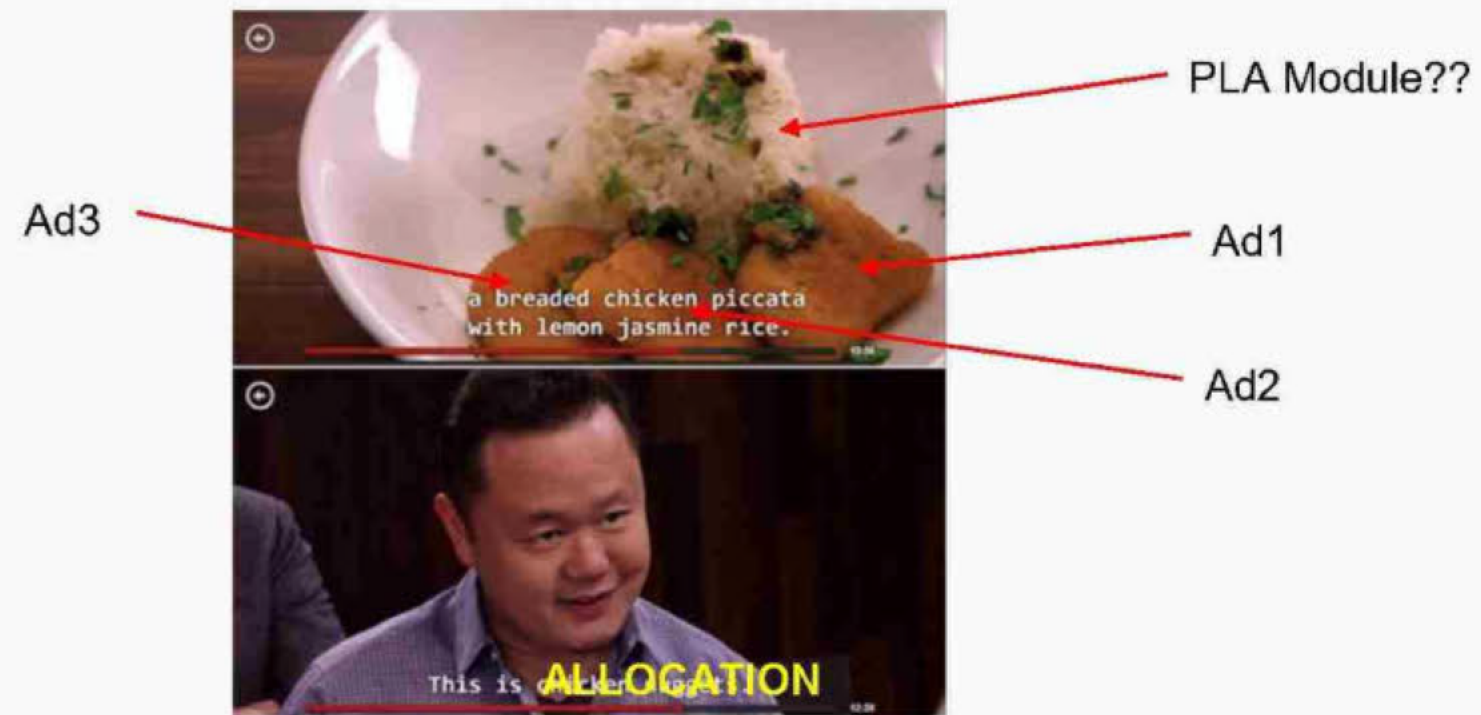 PLA Module??
Ad3
Ad1
a breaded chicken piccata
with lemon jasmine rice.
Ad2
This is
ALLOCATION